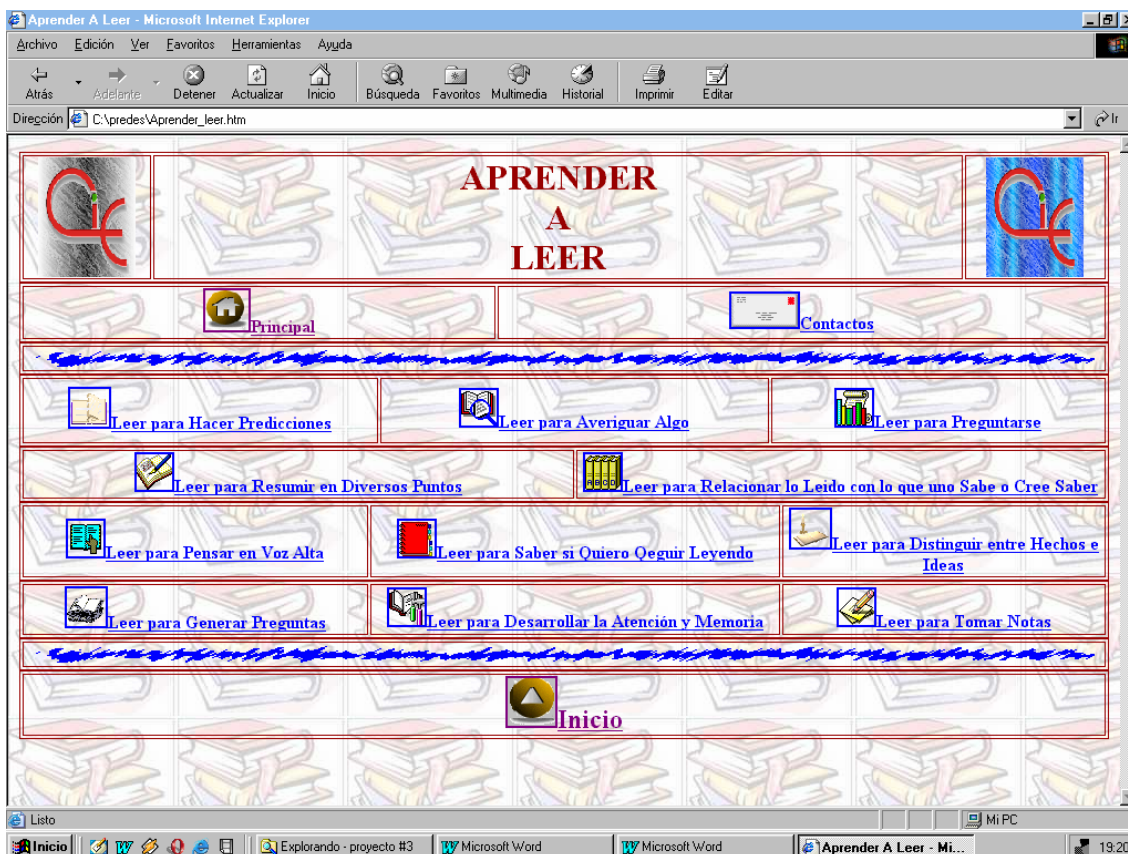 Aprender A Leer - Microsoft Internet Explorer
Archivo Edición Ver Favoritos Herramientas Ayuda
Atrás Adelante Detener Actualizar Inicio Búsqueda Favoritos Multimedia Historial Imprimir Editar
Dirección C:\predes\Aprender_leer.htm Ir
APRENDER
A
LEER
Principal Contactos
Leer para Hacer Predicciones Leer para Averiguar Algo Leer para Preguntarse
Leer para Resumir en Diversos Puntos Leer para Relacionar lo Leido con lo que uno Sabe o Cree Saber
Leer para Pensar en Voz Alta Leer para Saber si Quiero Qeguir Leyendo Leer para Distinguir entre Hechos e
Ideas
Leer para Generar Preguntas Leer para Desarrollar la Atención y Memoria Leer para Tomar Notas
Inicio
Listo Mi PC
Inicio Explorando - proyecto #3 Microsoft Word Microsoft Word Aprender A Leer - Mi... 19:20